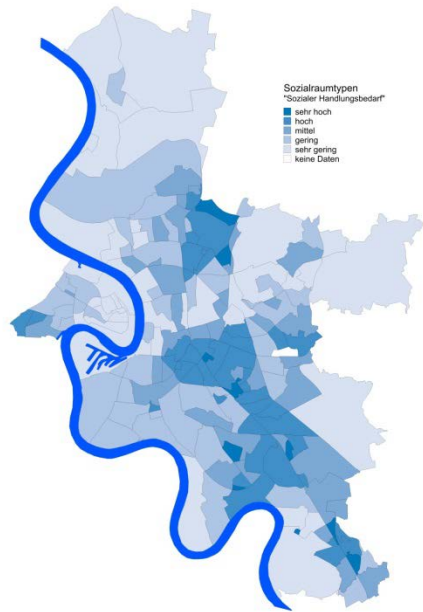 Sozialraumtypen
"Sozialer Handlungsbedarf"
sehr hoch
hoch
mittel
gering
sehr gering
keine Daten